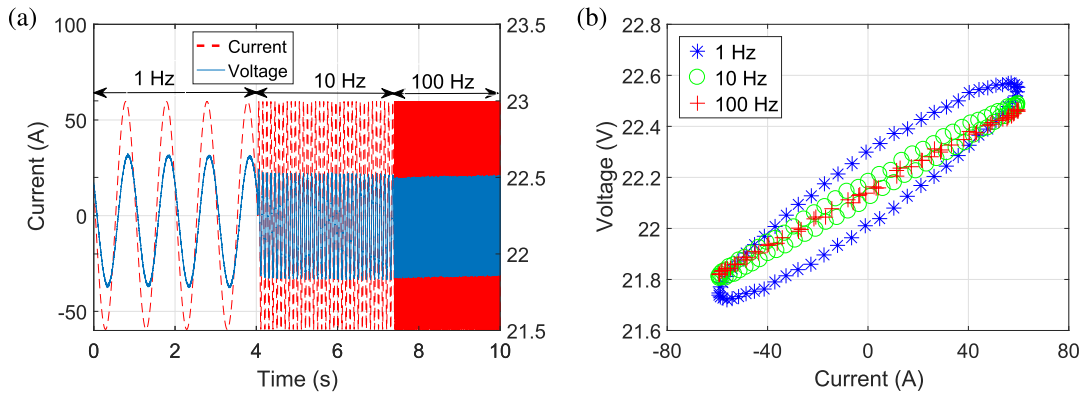 (a)
100
50
0
-50
Current (A)
23.5
23
22.5
22
21.5
Current
Voltage
1 Hz
10 Hz
100 Hz
0 2 4 6 8 10
Time (s)
(b)
22.8
22.6
22.4
22.2
22
21.8
21.6
Voltage (V)
1 Hz
10 Hz
100 Hz
-80 -40 0 40 80
Current (A)